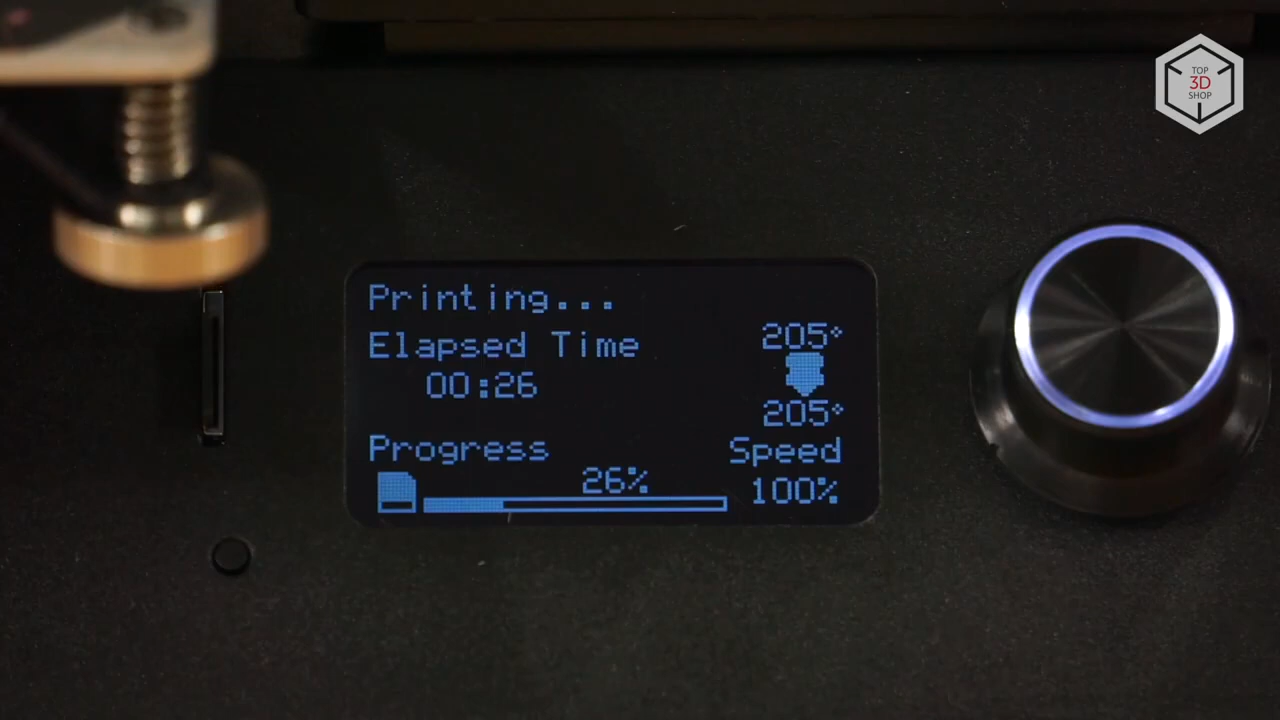 TOP
3D
SHOP
Printing...
205°
Elapsed Time
00:26
205°
Progress
Speed
26%
100%